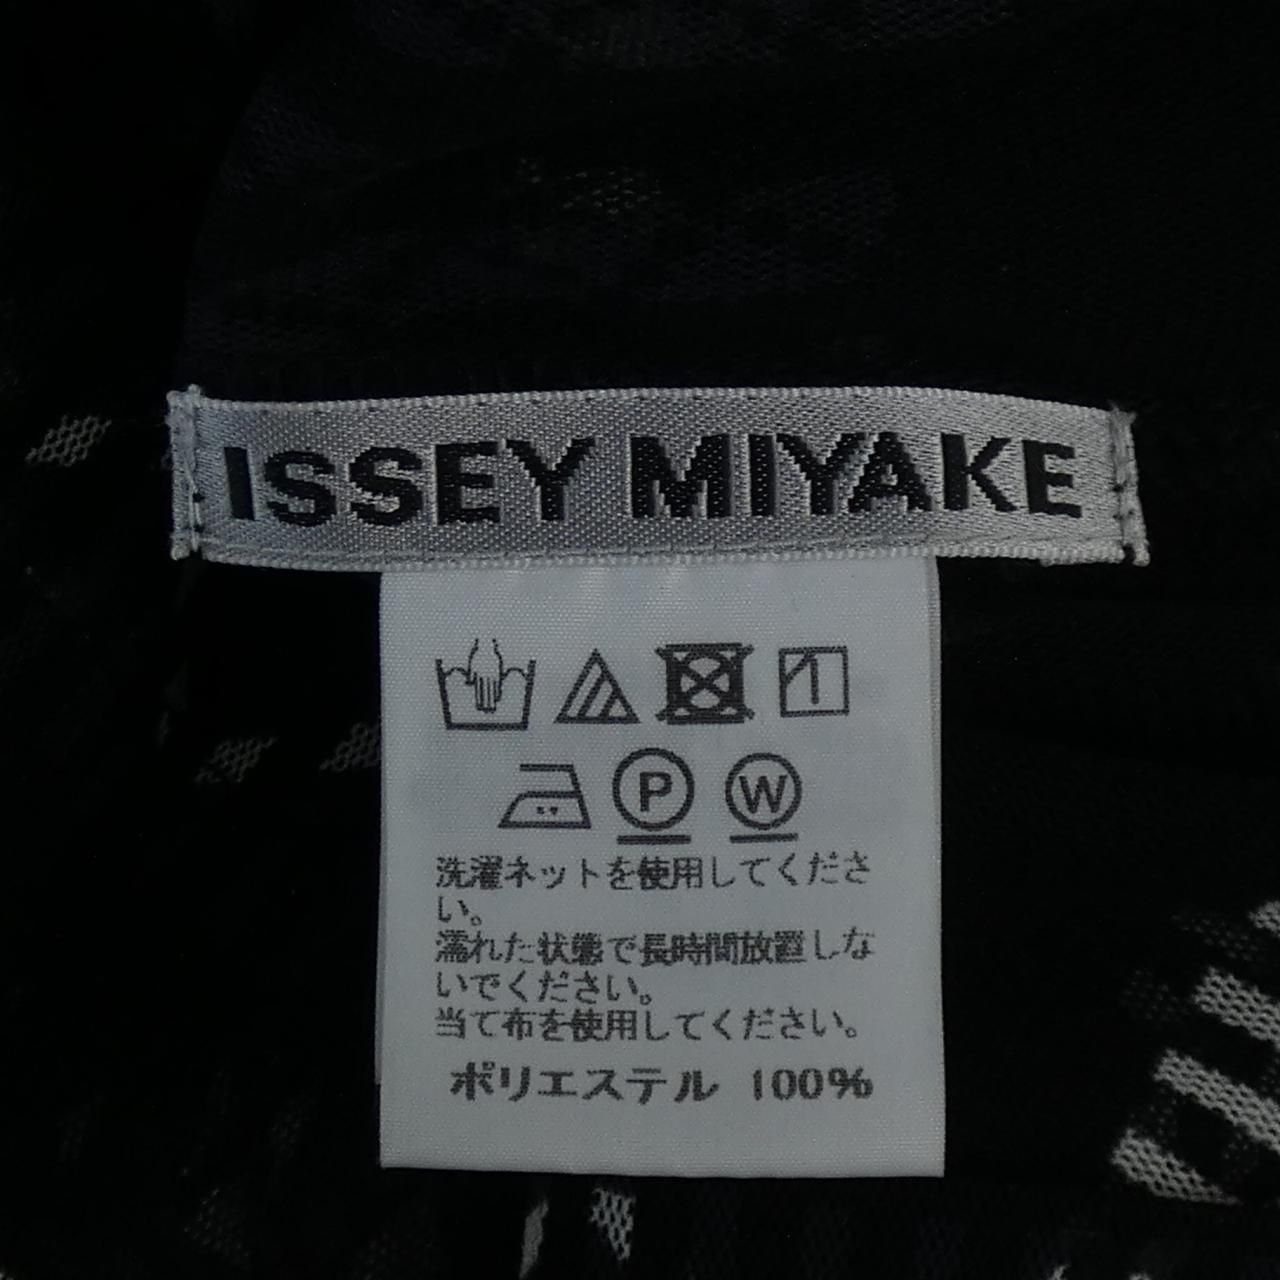 ISSEY MIYAKE
P W
洗濯ネットを使用してくださ
い。
濡れた状態で長時間放置しな
いでください。
当て布を使用してください。
ポリエステル 100%